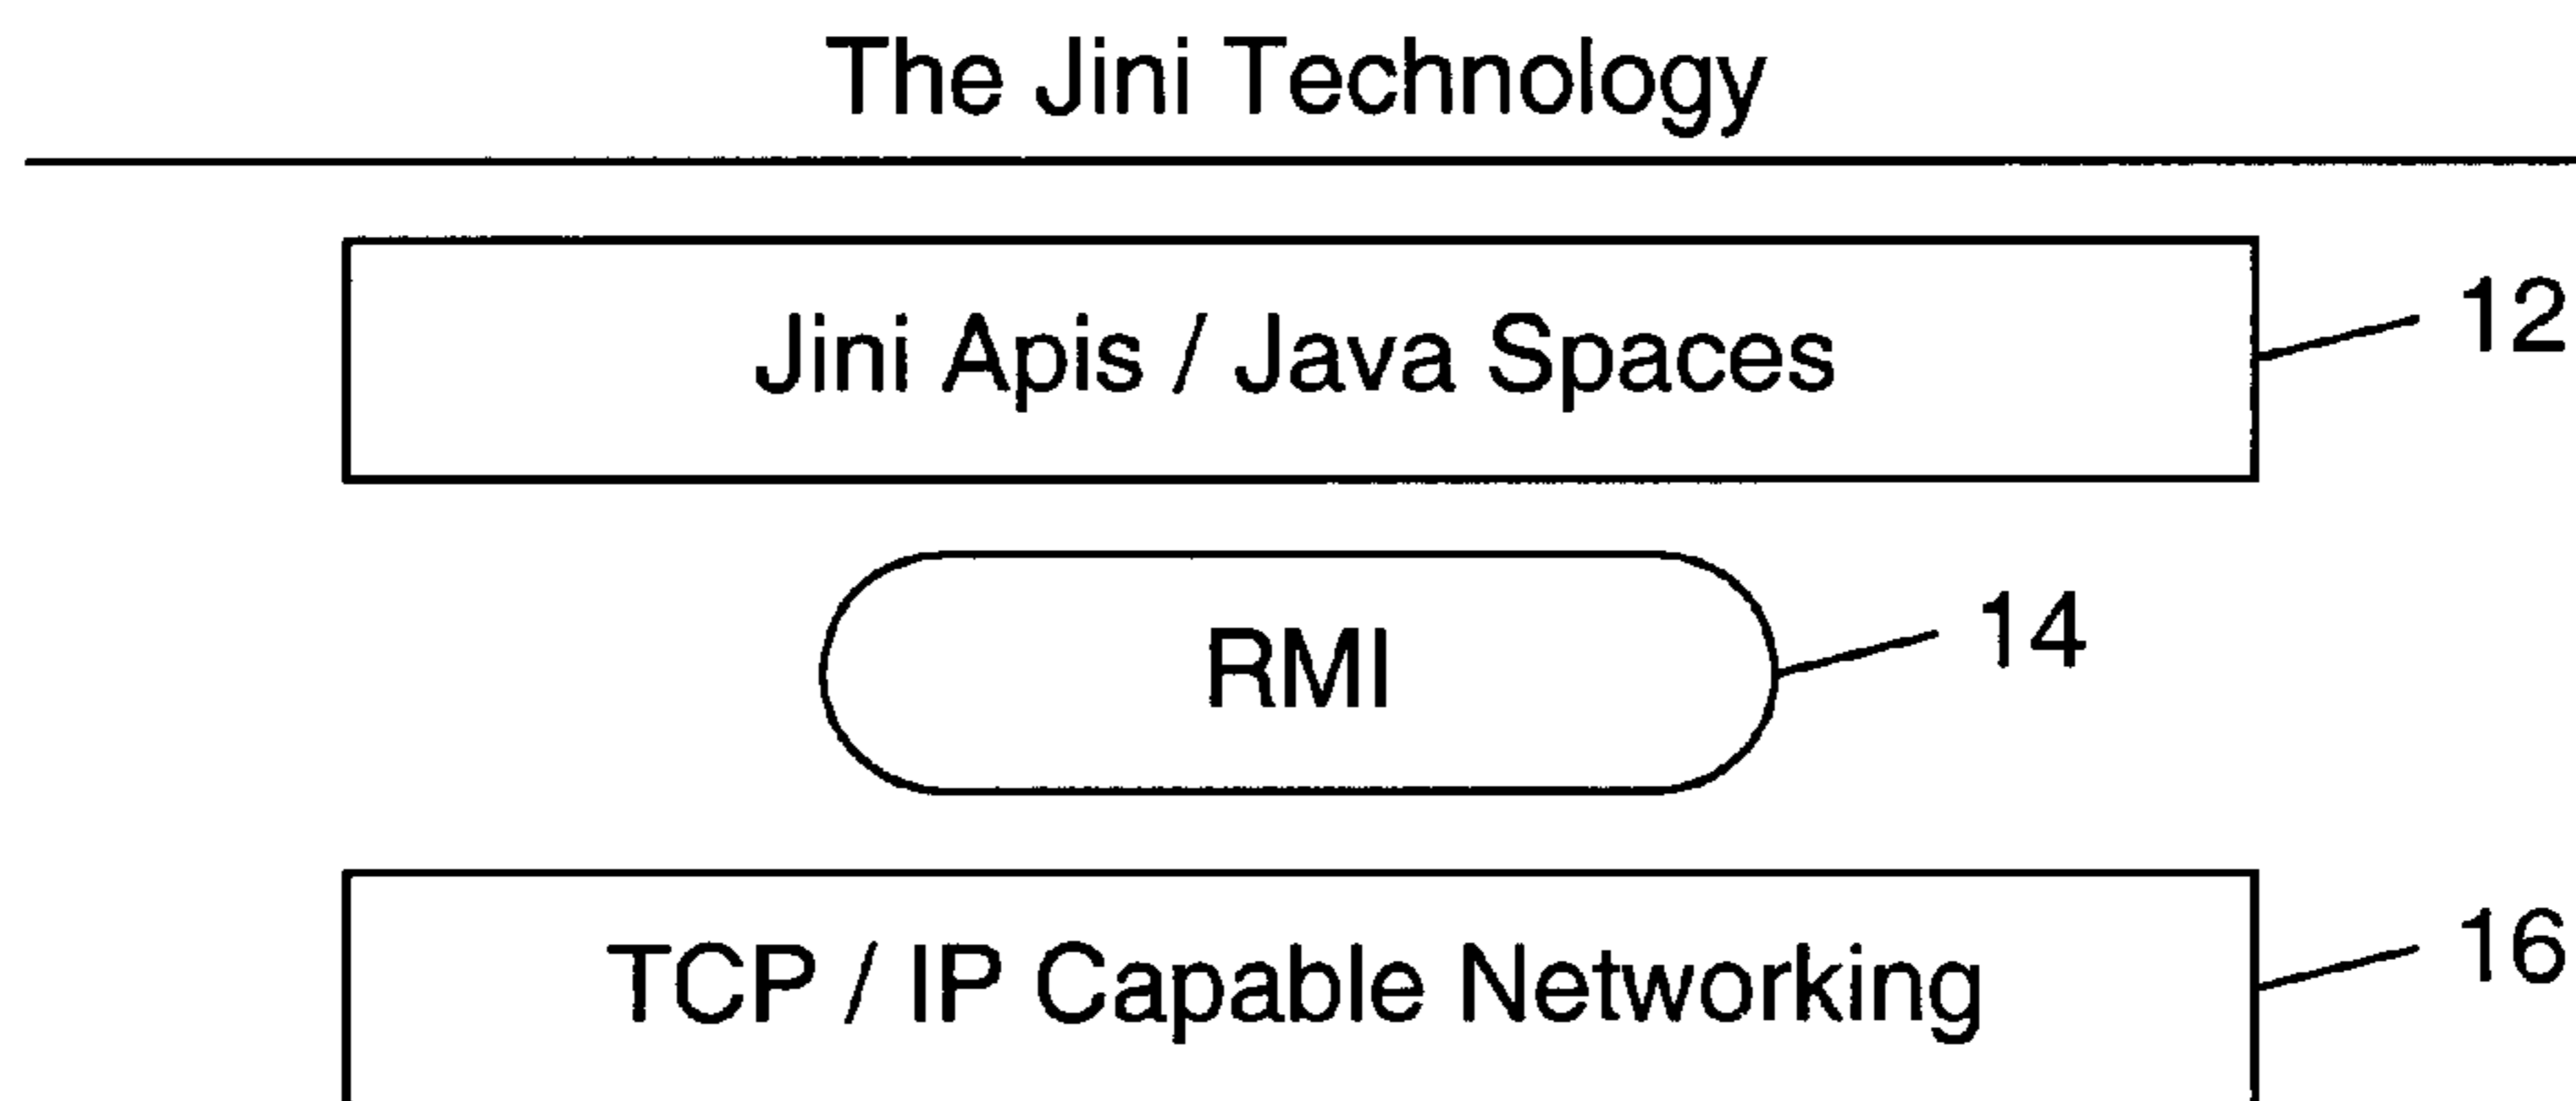 The Jini Technology
Jini Apis / Java Spaces
12
RMI
14
TCP / IP Capable Networking
16